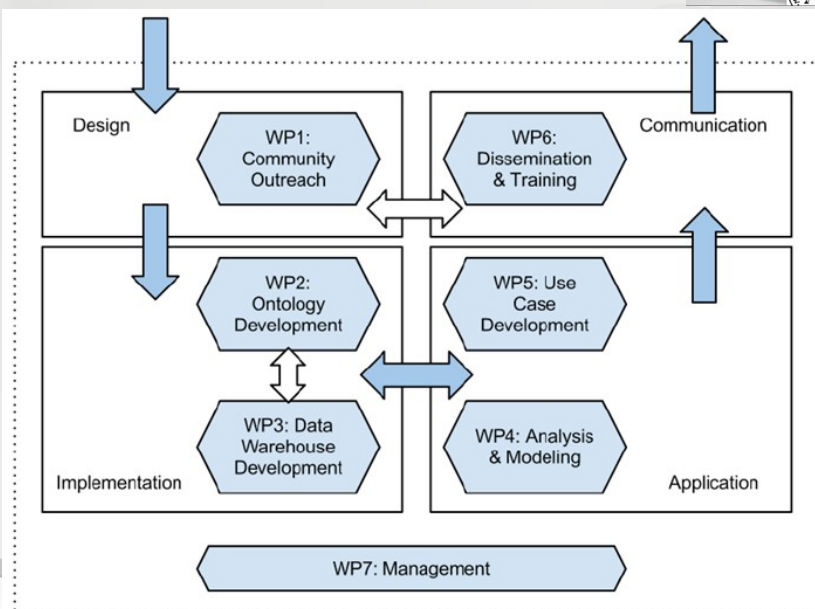 Design
WP1:
Community
Outreach
WP6:
Dissemination
& Training
Communication
WP2:
Ontology
Development
WP5: Use
Case
Development
WP3: Data
Warehouse
Development
WP4: Analysis
& Modeling
Implementation
Application
WP7: Management